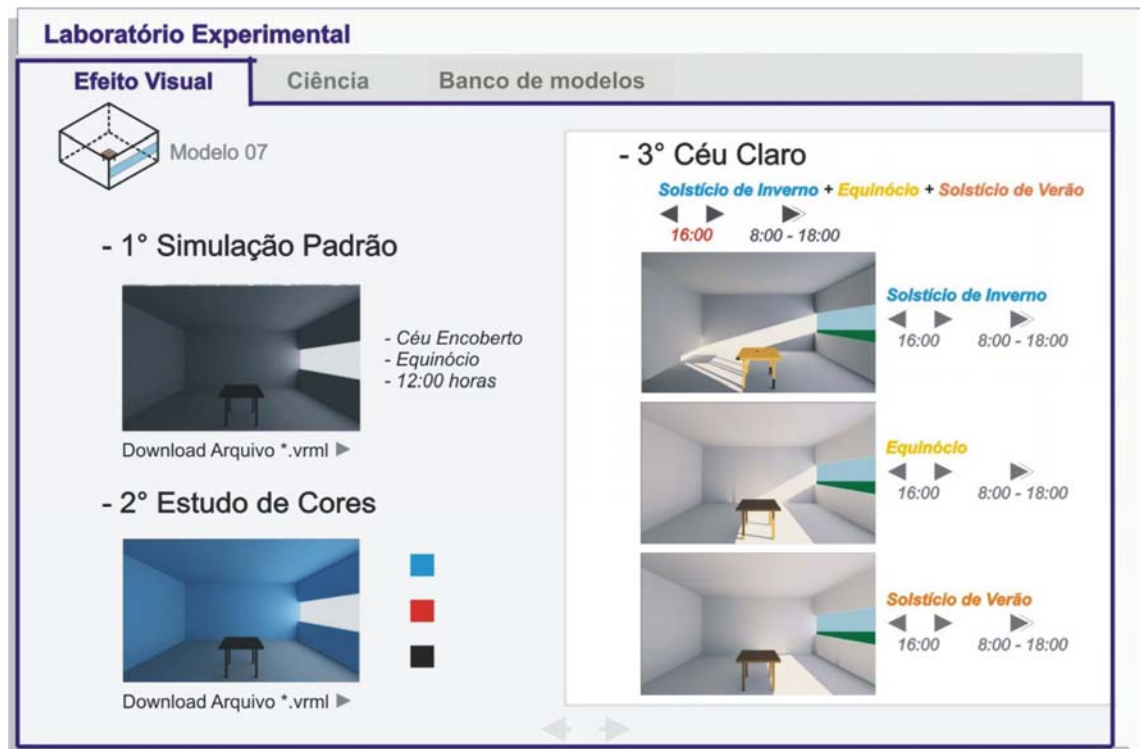 Laboratório Experimental
Efeito Visual
Ciência
Banco de modelos
Modelo 07
- 1° Simulação Padrão
- Céu Encoberto
- Equinócio
- 12:00 horas
Download Arquivo *.vrml
- 2° Estudo de Cores
Download Arquivo *.vrml
- 3° Céu Claro
Solstício de Inverno + Equinócio + Solstício de Verão
16:00 8:00 - 18:00
Solstício de Inverno
16:00 8:00 - 18:00
Equinócio
16:00 8:00 - 18:00
Solstício de Verão
16:00 8:00 - 18:00